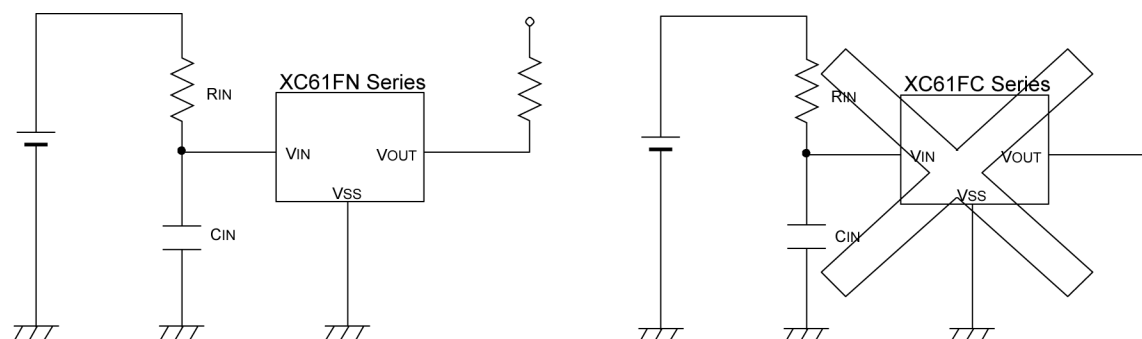 XC61FN Series
RIN
VIN
VOUT
VSS
CIN
XC61FC Series
RIN
VIN
VOUT
VSS
CIN